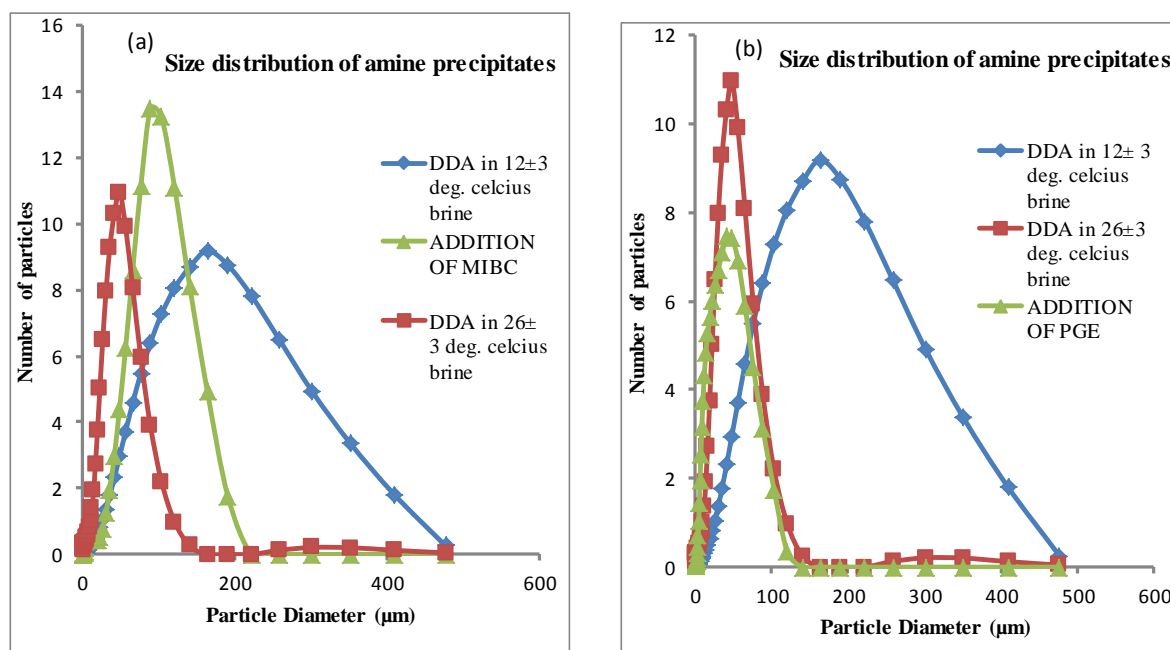 (a)
Size distribution of amine precipitates
16
14
12
10
8
6
4
2
0
Number of particles
DDA in 12±3
deg. celcius
brine
ADDITION
OF MIBC
DDA in 26±
3 deg. celcius
brine
0 200 400 600
Particle Diameter (µm)
(b)
Size distribution of amine precipitates
12
10
8
6
4
2
0
Number of particles
DDA in 12± 3
deg. celcius
brine
DDA in 26±3
deg. celcius
brine
ADDITION
OF PGE
0 100 200 300 400 500 600
Particle Diameter (µm)